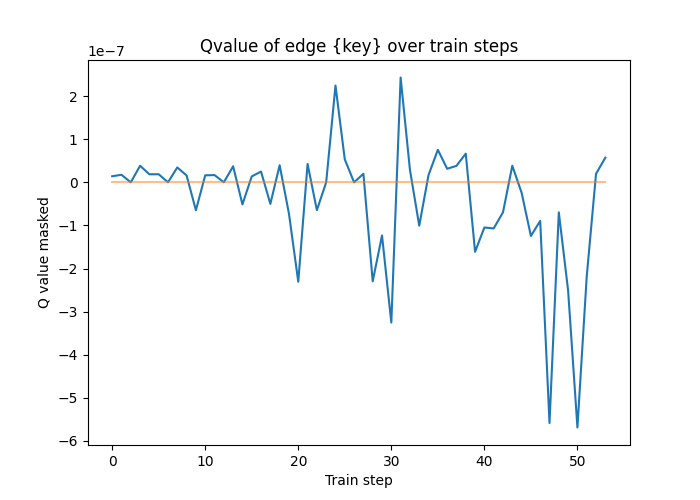 Qvalue of edge {key} over train steps
1e−7
2
1
0
−1
−2
−3
−4
−5
−6
Q value masked
0 10 20 30 40 50
Train step